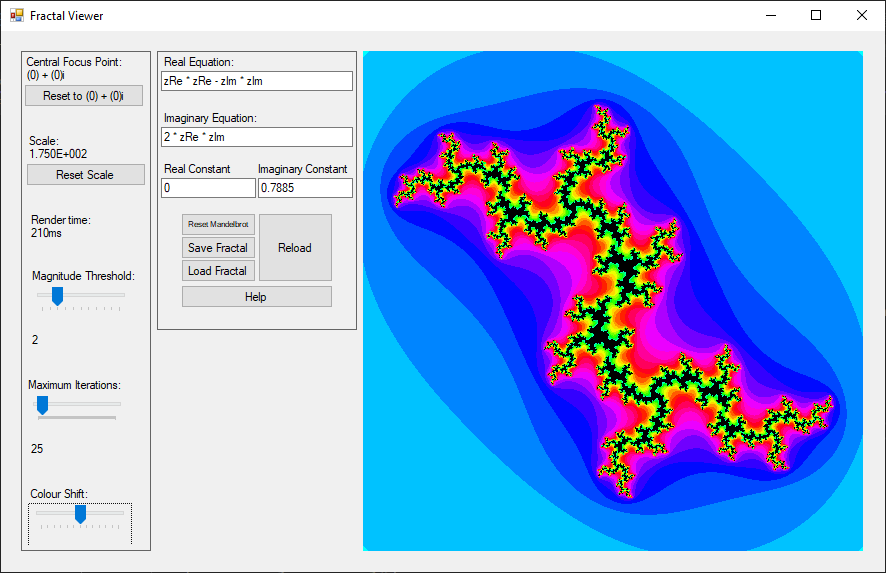 Fractal Viewer
Central Focus Point:
(0) + (0)i
Reset to (0) + (0)i
Scale:
1.750E+002
Reset Scale
Render time:
210ms
Magnitude Threshold:
2
Maximum Iterations:
25
Colour Shift:
Real Equation:
zRe * zRe - zIm * zIm
Imaginary Equation:
2 * zRe * zIm
Real Constant Imaginary Constant
0 0.7885
Reset Mandelbrot
Save Fractal
Reload
Load Fractal
Help